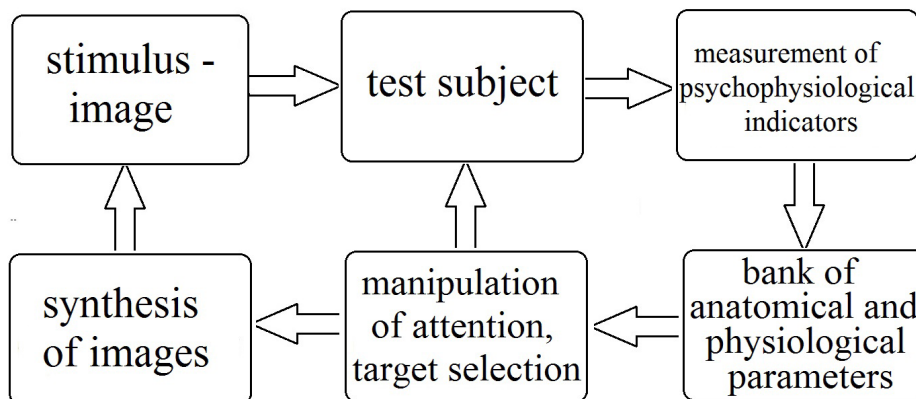 stimulus -
image
test subject
measurement of
psychophysiological
indicators
synthesis
of images
manipulation
of attention,
target selection
bank of
anatomical and
physiological
parameters